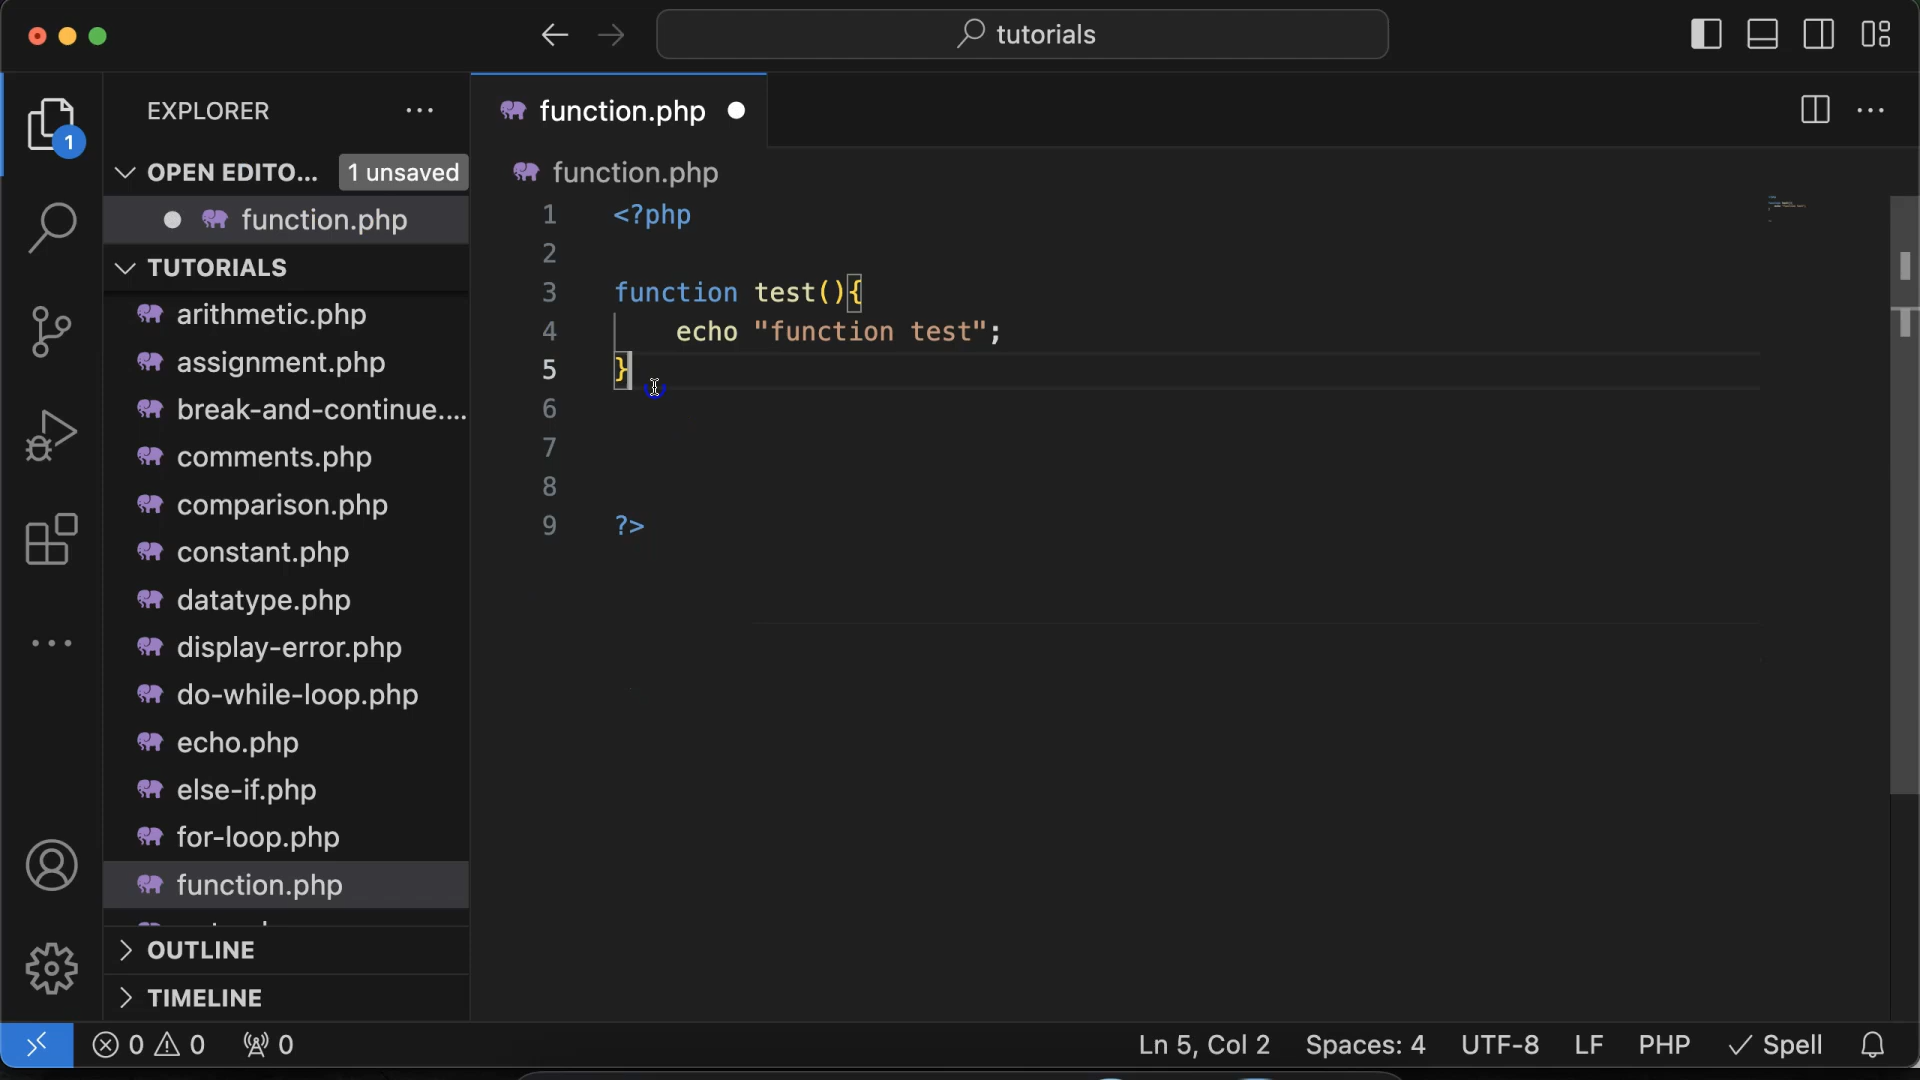 tutorials
EXPLORER
1
OPEN EDITO... 1 unsaved
function.php
TUTORIALS
arithmetic.php
assignment.php
break-and-continue....
comments.php
comparison.php
constant.php
datatype.php
display-error.php
do-while-loop.php
echo.php
else-if.php
for-loop.php
function.php
OUTLINE
TIMELINE
function.php
function.php
1 <?php
2
3 function test(){
4 echo "function test";
5 }
6
7
8
9 ?>
0 0 0
Ln 5, Col 2 Spaces: 4 UTF-8 LF PHP Spell